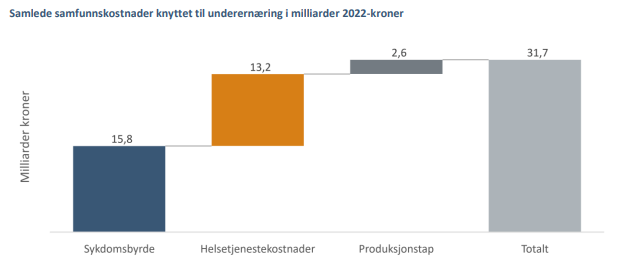 Samlede samfunnskostnader knyttet til underernæring i milliarder 2022-kroner
Milliarder kroner
15,8
13,2
2,6
31,7
Sykdomsbyrde
Helsetjenestekostnader
Produksjonstap
Totalt